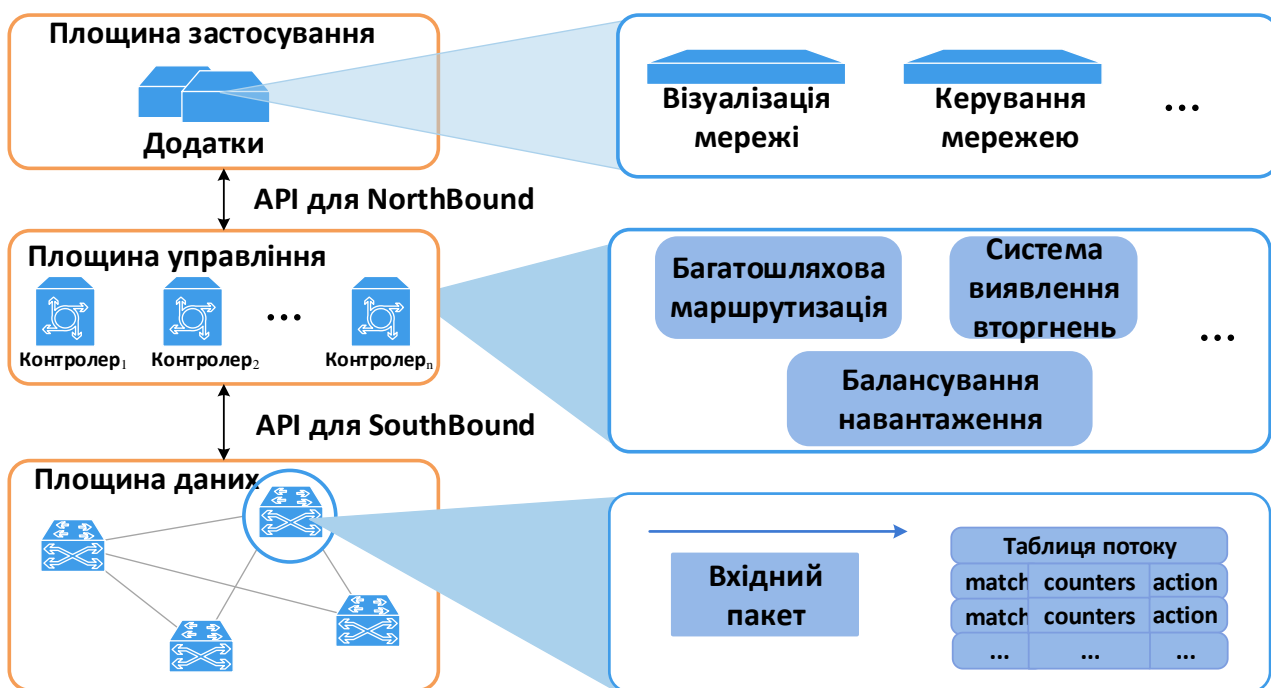 Площина застосування
Додатки
Візуалізація
мережі
Керування
мережею
...
API для NorthBound
Площина управління
Контролер₁
Контролер₂
...
Контролерₙ
Багатошляхова
маршрутизація
Система
виявлення
вторгнень
...
Балансування
навантаження
API для SouthBound
Площина даних
Вхідний
пакет
Таблиця потоку
match counters action
match counters action
... ... ...